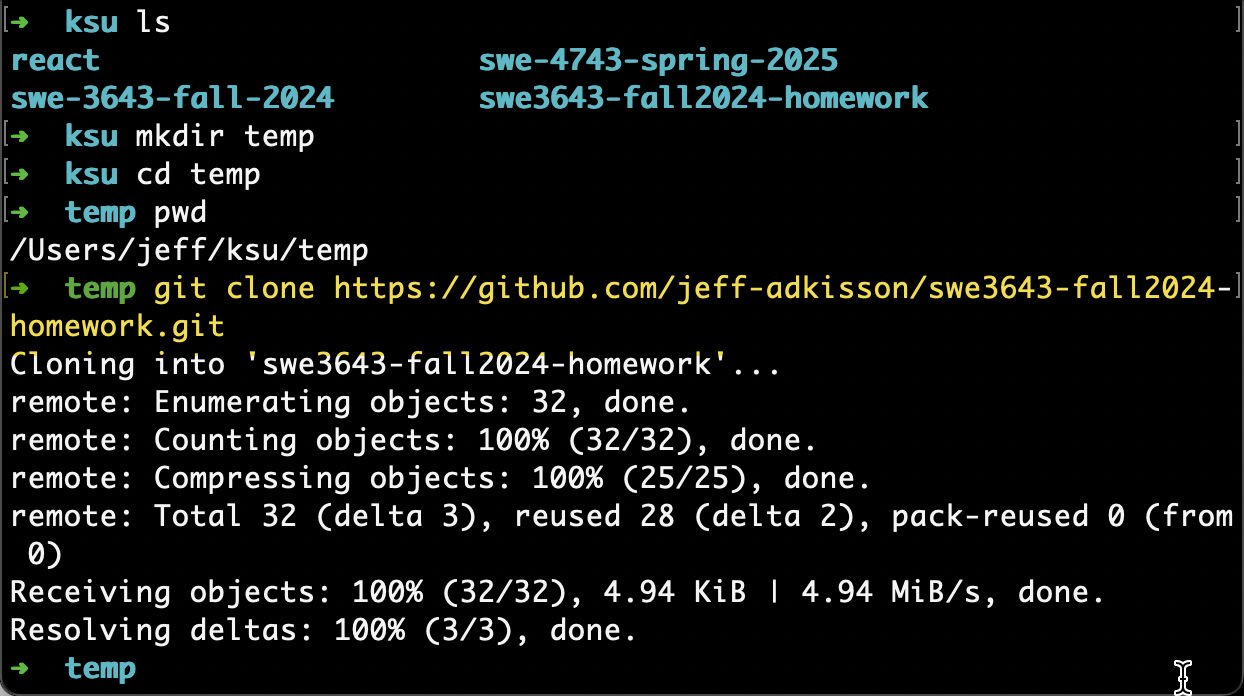 [➜  ksu ls ]
react                     swe-4743-spring-2025
swe-3643-fall-2024        swe3643-fall2024-homework
[➜  ksu mkdir temp ]
[➜  ksu cd temp ]
[➜  temp pwd ]
/Users/jeff/ksu/temp
[➜  temp git clone https://github.com/jeff-adkisson/swe3643-fall2024-]
homework.git
Cloning into 'swe3643-fall2024-homework'...
remote: Enumerating objects: 32, done.
remote: Counting objects: 100% (32/32), done.
remote: Compressing objects: 100% (25/25), done.
remote: Total 32 (delta 3), reused 28 (delta 2), pack-reused 0 (from
 0)
Receiving objects: 100% (32/32), 4.94 KiB | 4.94 MiB/s, done.
Resolving deltas: 100% (3/3), done.
➜  temp